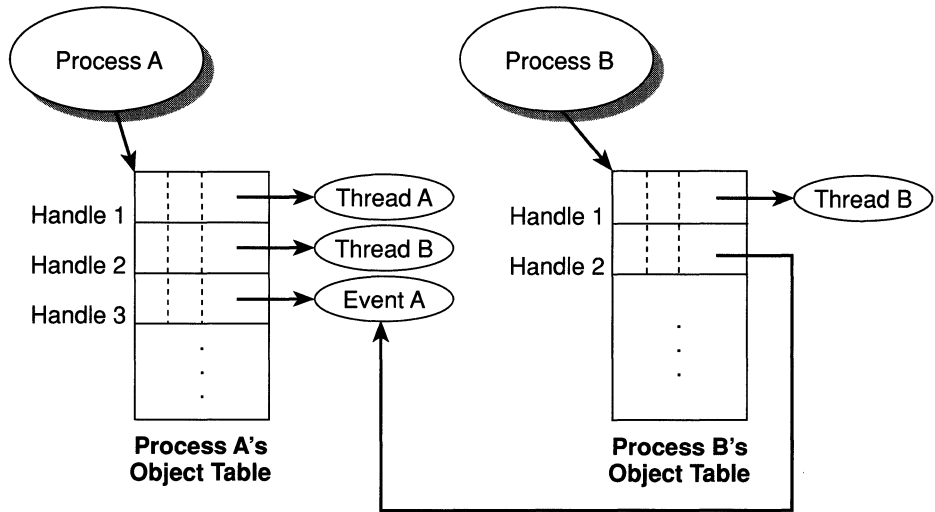 Process A
Process B
Handle 1
Thread A
Handle 2
Thread B
Handle 3
Event A
Process A's
Object Table
Handle 1
Thread B
Handle 2
Process B's
Object Table